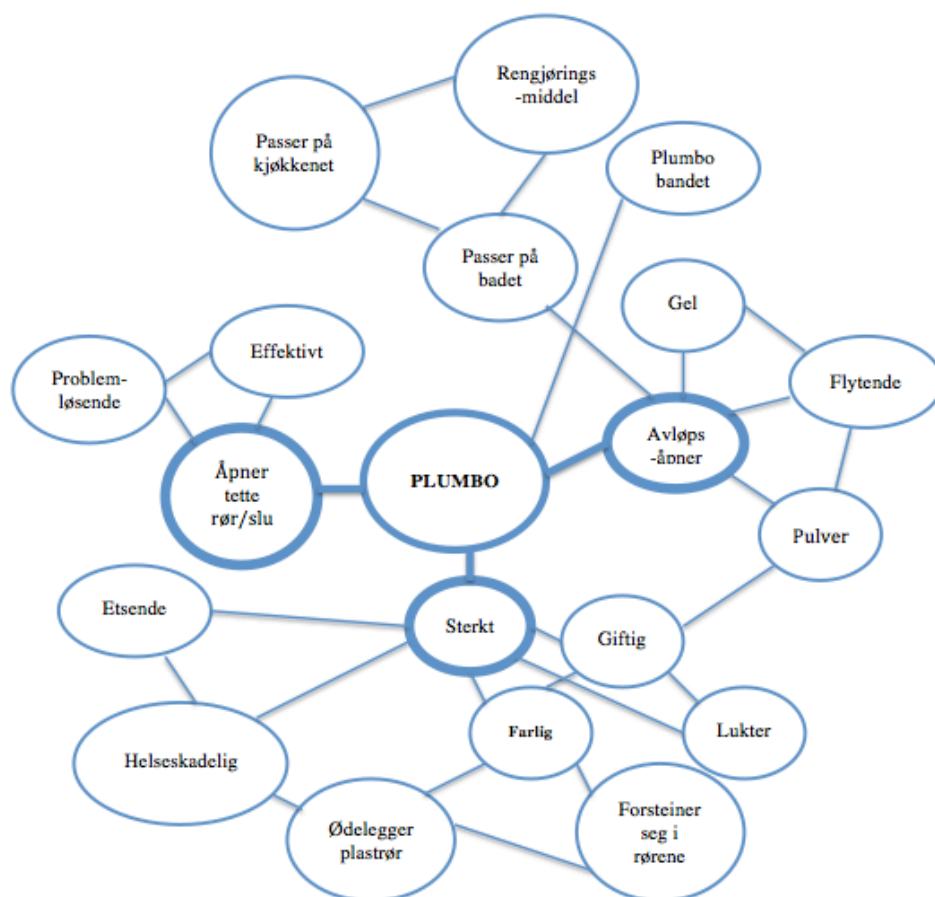 Rengjørings
-middel
Passer på
kjøkkenet
Plumbo
bandet
Passer på
badet
Gel
Effektivt
Problem-
løsende
Flytende
Avløps
-åpner
Åpner
tette
rør/slu
PLUMBO
Pulver
Etsende
Sterkt
Giftig
Farlig
Lukter
Helseskadelig
Ødelegger
plastrør
Forsteiner
seg i
rørene